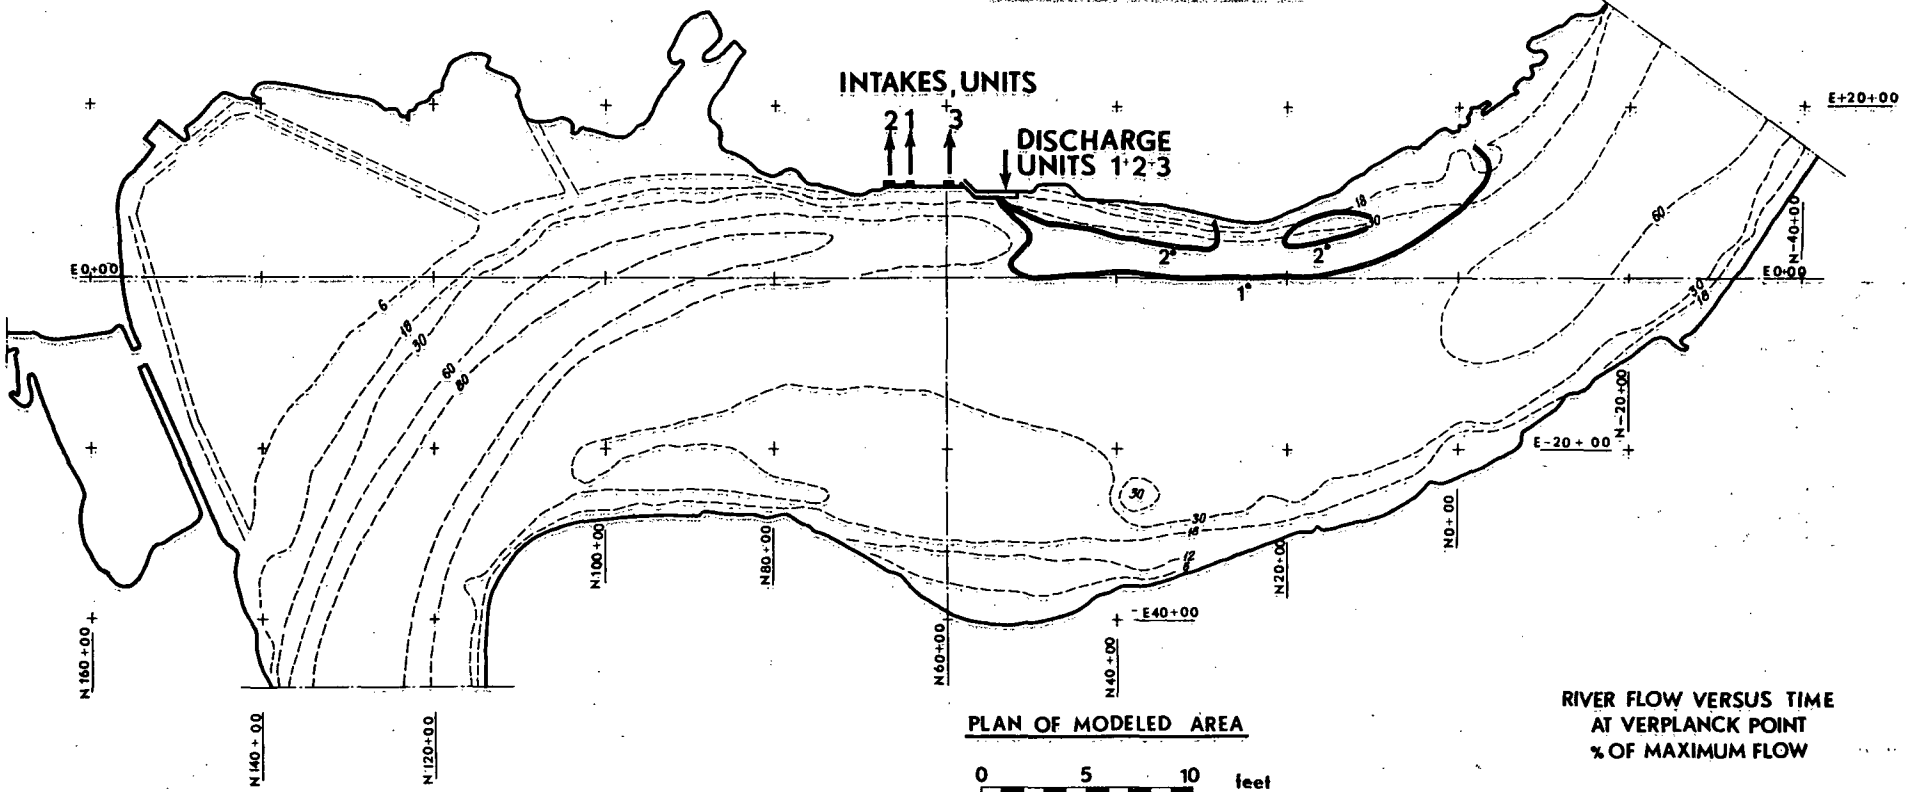 INTAKES, UNITS
2 1 3
DISCHARGE
UNITS 1+2+3
E+20+00
18
0
60
N-40+00
2°
2°
1°
E0+00
E0+00
30
18
6
18
30
60
80
N-20+00
E-20+00
30
30
18
12
6
N0+00
N100+00
N80+00
N20+00
E40+00
N160+00
N60+00
N40+00
N140+00
N120+00
PLAN OF MODELED AREA
0 5 10 feet
RIVER FLOW VERSUS TIME
AT VERPLANCK POINT
% OF MAXIMUM FLOW